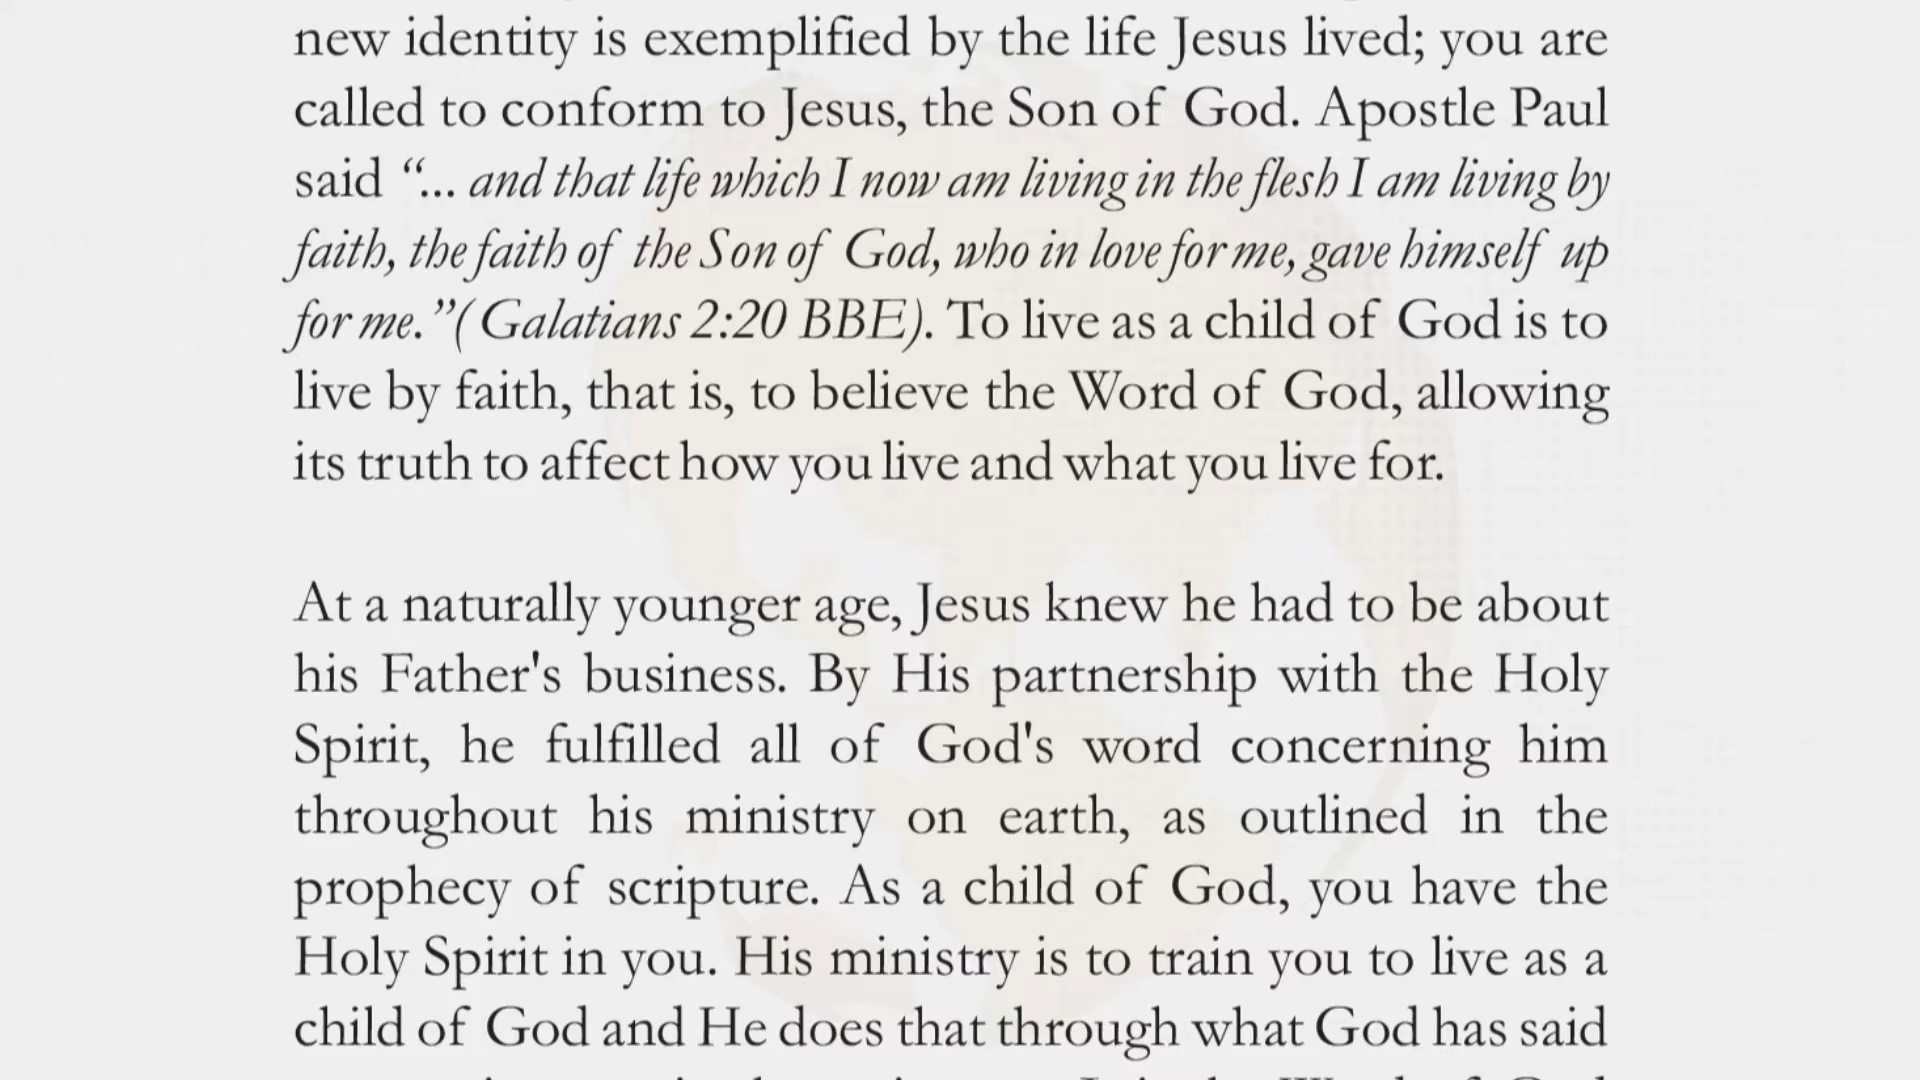 new identity is exemplified by the life Jesus lived; you are
called to conform to Jesus, the Son of God. Apostle Paul
said “... and that life which I now am living in the flesh I am living by
faith, the faith of the Son of God, who in love for me, gave himself up
for me.”( Galatians 2:20 BBE). To live as a child of God is to
live by faith, that is, to believe the Word of God, allowing
its truth to affect how you live and what you live for.
At a naturally younger age, Jesus knew he had to be about
his Father's business. By His partnership with the Holy
Spirit, he fulfilled all of God's word concerning him
throughout his ministry on earth, as outlined in the
prophecy of scripture. As a child of God, you have the
Holy Spirit in you. His ministry is to train you to live as a
child of God and He does that through what God has said